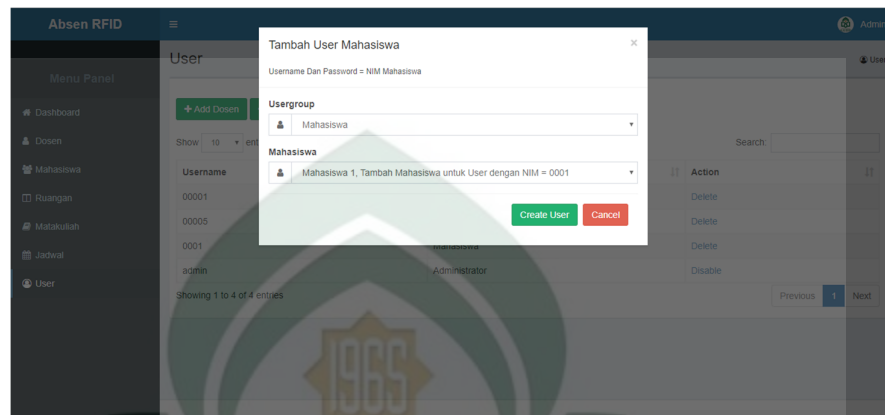 Absen RFID
Admin
User
User
Menu Panel
Dashboard
Dosen
Mahasiswa
Ruangan
Matakuliah
Jadwal
User
Tambah User Mahasiswa ×
Username Dan Password = NIM Mahasiswa
Usergroup
Mahasiswa
Mahasiswa
Mahasiswa 1, Tambah Mahasiswa untuk User dengan NIM = 0001
Create User Cancel
+ Add Dosen
Show 10 Search:
Username Action
00001 Delete
00005 Delete
0001 Mahasiswa Delete
admin Administrator Disable
Showing 1 to 4 of 4 entries
Previous 1 Next
1965